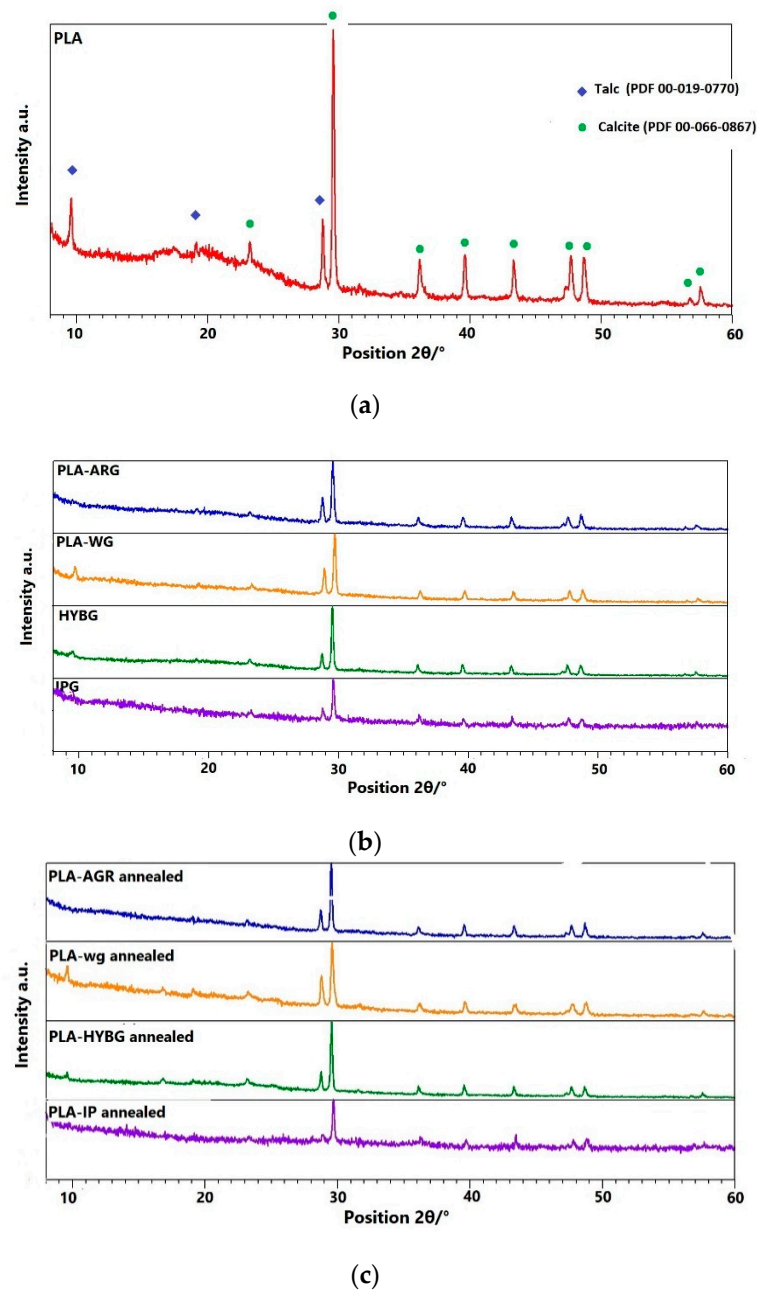 PLA
Talc (PDF 00-019-0770)
Calcite (PDF 00-066-0867)
Intensity a.u.
10 20 30 40 50 60
Position 2θ/°
(a)
PLA-ARG
PLA-WG
HYBG
IPG
Intensity a.u.
10 20 30 40 50 60
Position 2θ/°
(b)
PLA-AGR annealed
PLA-wg annealed
PLA-HYBG annealed
PLA-IP annealed
Intensity a.u.
10 20 30 40 50 60
Position 2θ/°
(c)